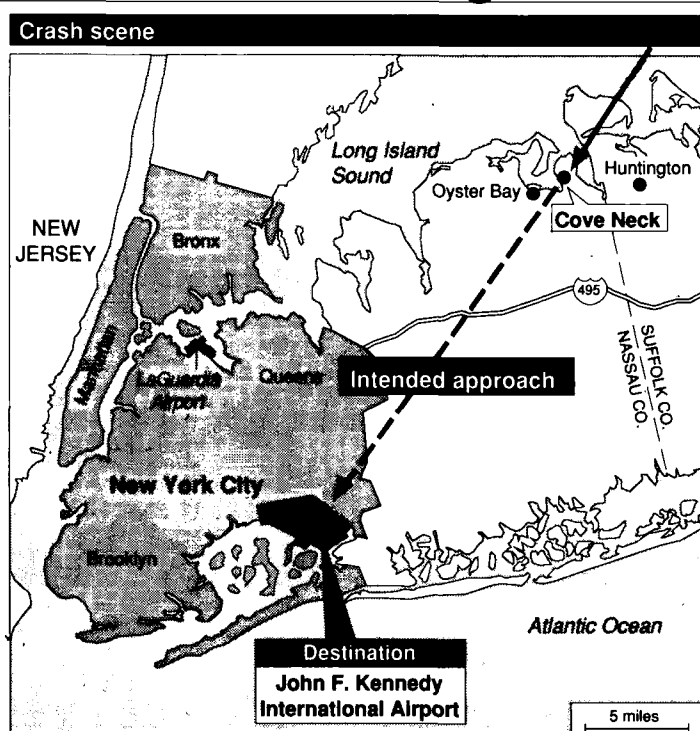 Crash scene
Long Island
Sound
Huntington
Oyster Bay
Cove Neck
NEW
JERSEY
Bronx
495
Manhattan
LaGuardia
Airport
Queens
Intended approach
SUFFOLK CO.
NASSAU CO.
New York City
Brooklyn
Atlantic Ocean
Destination
John F. Kennedy
International Airport
5 miles